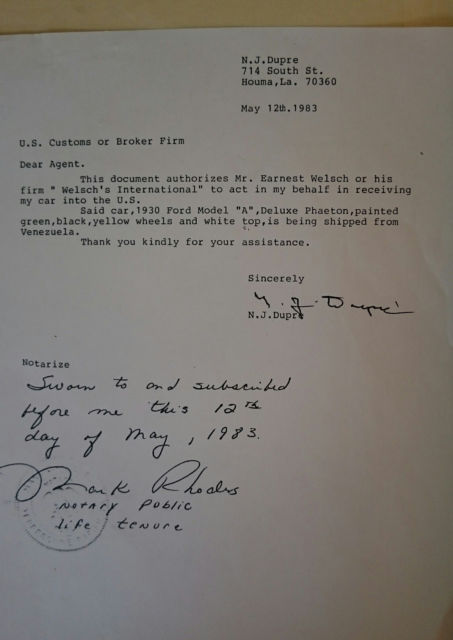 N.J.Dupre
714 South St.
Houma,La. 70360
May 12th.1983
U.S. Customs or Broker Firm
Dear Agent.
This document authorizes Mr. Earnest Welsch or his
firm " Welsch's International" to act in my behalf in receiving
my car into the U.S.
Said car,1930 Ford Model "A",Deluxe Phaeton,painted
green,black,yellow wheels and white top,is being shipped from
Venezuela.
Thank you kindly for your assistance.
Sincerely
N. J. Dupré
N.J.Dupre
Notarize
Sworn to and subscribed
before me this 12th
day of May, 1983.
Mark Rhodes
Notary Public
life tenure